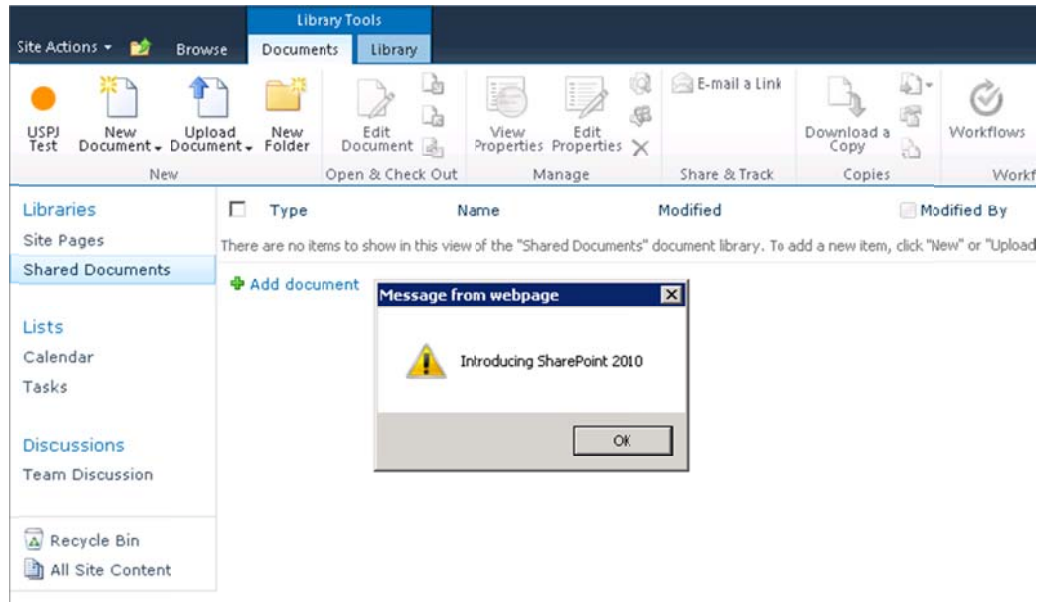 Library Tools
Site Actions Browse Documents Library
USPJ Test New Document Upload Document New Folder Edit Document View Properties Edit Properties E-mail a Link Download a Copy Workflows
New Open & Check Out Manage Share & Track Copies Workf
Libraries
Site Pages
Shared Documents
Lists
Calendar
Tasks
Discussions
Team Discussion
Recycle Bin
All Site Content
Type Name Modified Modified By
There are no items to show in this view of the "Shared Documents" document library. To add a new item, click "New" or "Upload
Add document
Message from webpage
Introducing SharePoint 2010
OK